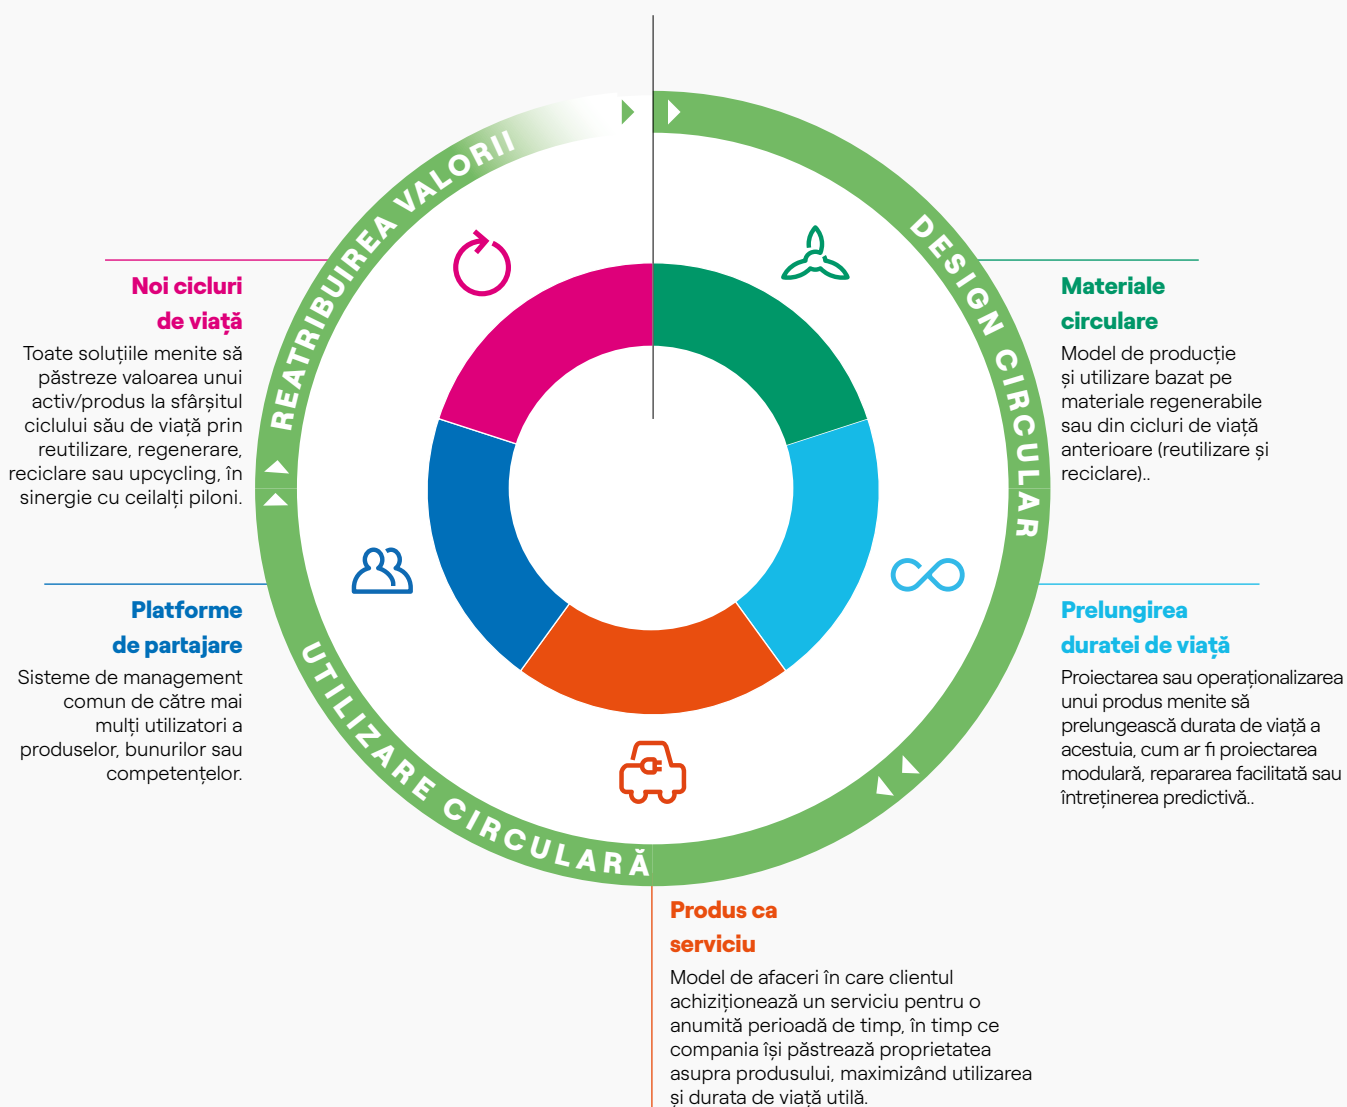 REATRIBUIREA VALORII
DESIGN CIRCULAR
UTILIZARE CIRCULARĂ
Noi cicluri
de viață
Toate soluțiile menite să
păstreze valoarea unui
activ/produs la sfârșitul
ciclului său de viață prin
reutilizare, regenerare,
reciclare sau upcycling, în
sinergie cu ceilalți piloni.
Materiale
circulare
Model de producție
și utilizare bazat pe
materiale regenerabile
sau din cicluri de viață
anterioare (reutilizare și
reciclare)..
Platforme
de partajare
Sisteme de management
comun de către mai
mulți utilizatori a
produselor, bunurilor sau
competențelor.
Prelungirea
duratei de viață
Proiectarea sau operaționalizarea
unui produs menite să
prelungească durata de viață a
acestuia, cum ar fi proiectarea
modulară, repararea facilitată sau
întreținerea predictivă..
Produs ca
serviciu
Model de afaceri în care clientul
achiziționează un serviciu pentru o
anumită perioadă de timp, în timp ce
compania își păstrează proprietatea
asupra produsului, maximizând utilizarea
și durata de viață utilă.